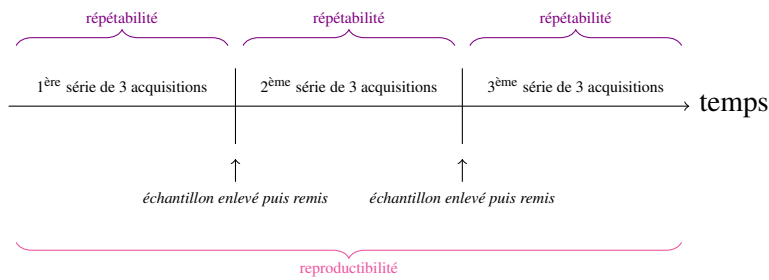 répétabilité répétabilité répétabilité
1ère série de 3 acquisitions 2ème série de 3 acquisitions 3ème série de 3 acquisitions
temps
échantillon enlevé puis remis échantillon enlevé puis remis
reproductibilité